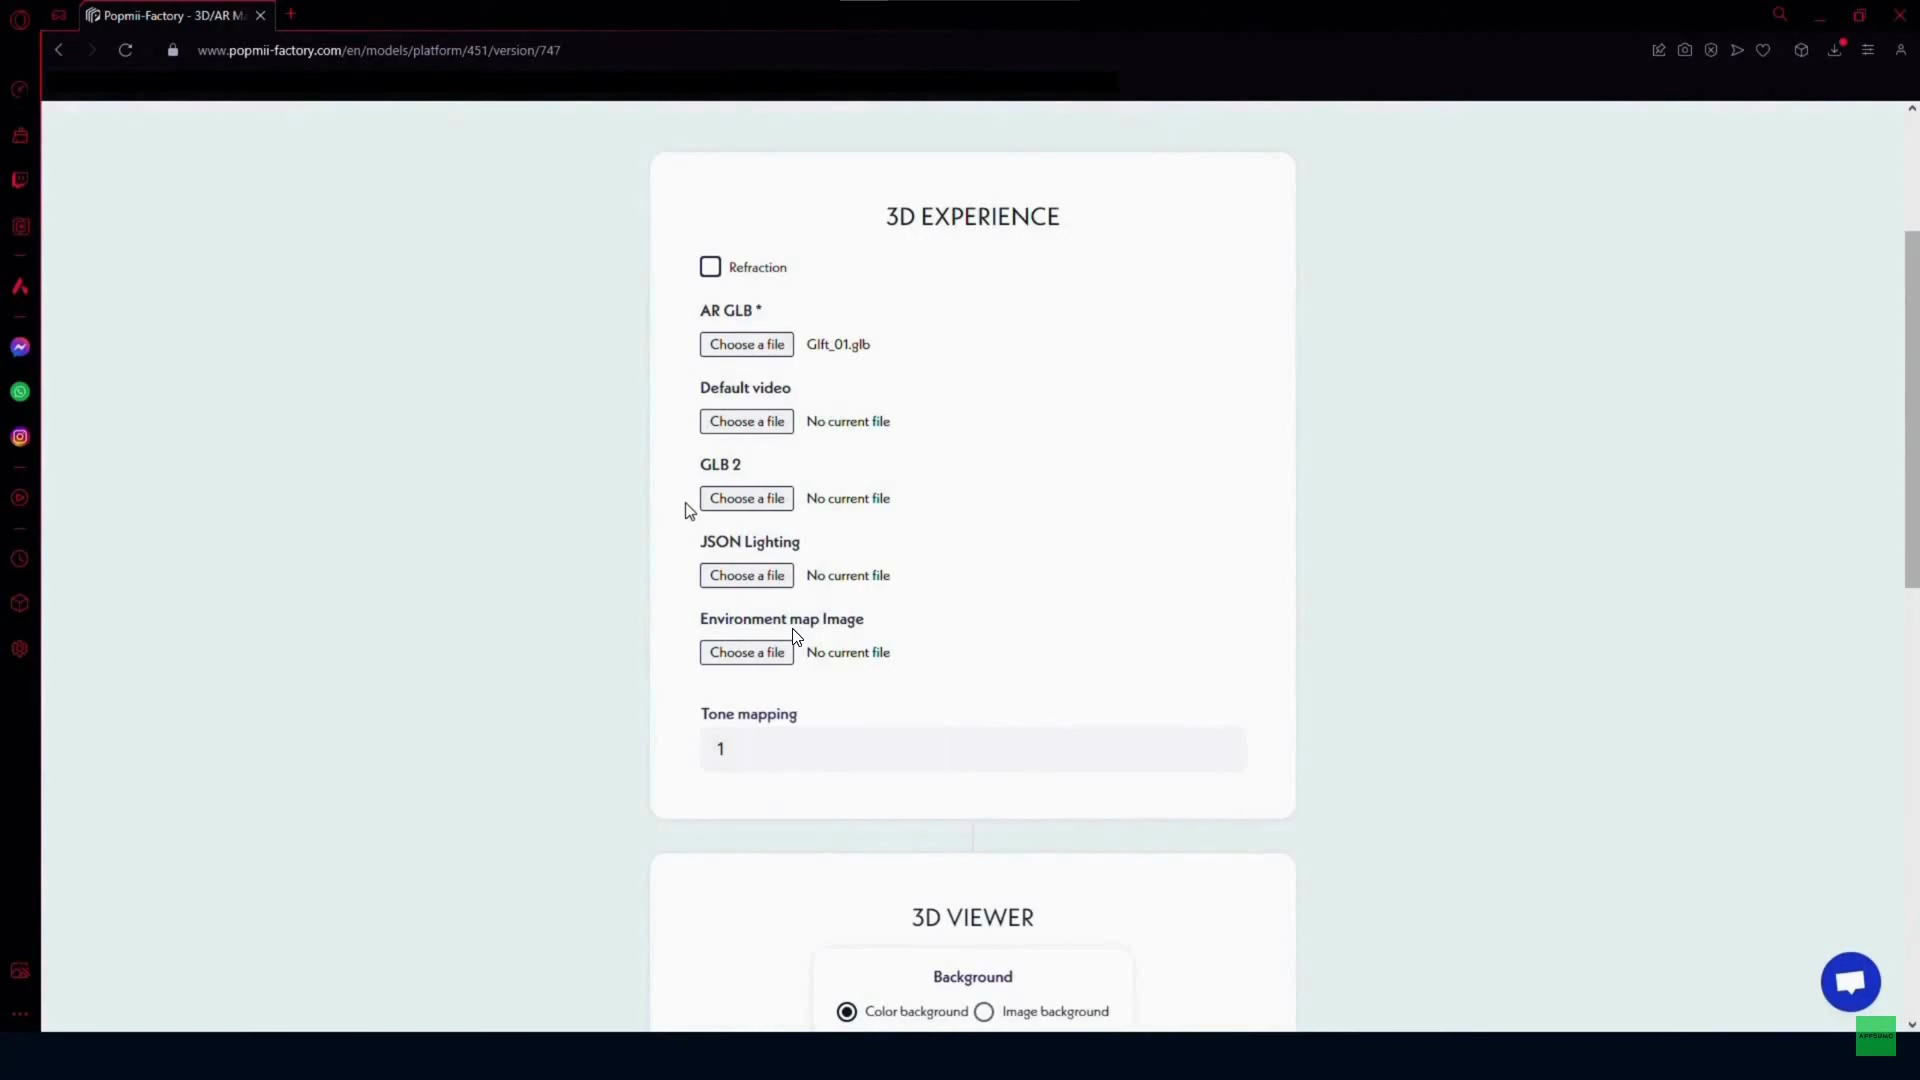 Popmii-Factory - 3D/AR M
www.popmii-factory.com/en/models/platform/451/version/747
3D EXPERIENCE
Refraction
AR GLB *
Choose a file Glft_01.glb
Default video
Choose a file No current file
GLB 2
Choose a file No current file
JSON Lighting
Choose a file No current file
Environment map Image
Choose a file No current file
Tone mapping
1
3D VIEWER
Background
Color background Image background
APPSUMO